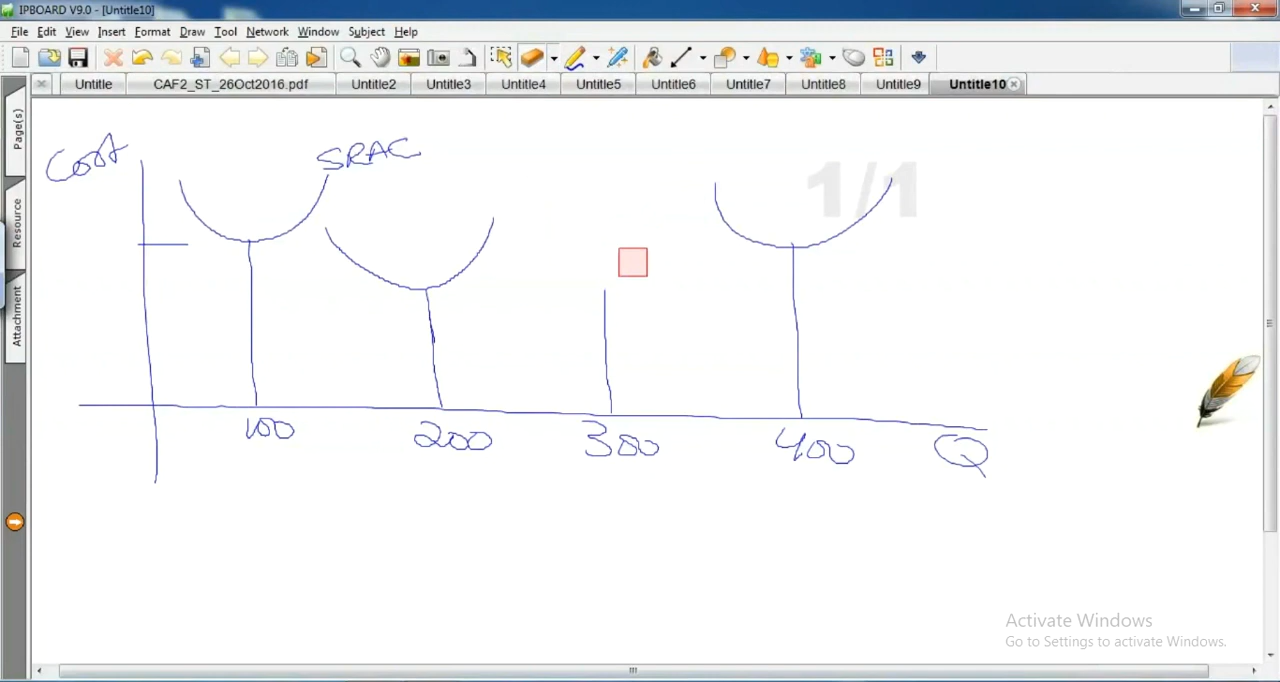 IPBOARD V9.0 - [Untitle10]
File Edit View Insert Format Draw Tool Network Window Subject Help
Untitle CAF2_ST_26Oct2016.pdf Untitle2 Untitle3 Untitle4 Untitle5 Untitle6 Untitle7 Untitle8 Untitle9 Untitle10
Page(s)
Resource
Attachment
Cost
SRAC
1/1
100 200 300 400 Q
Activate Windows
Go to Settings to activate Windows.